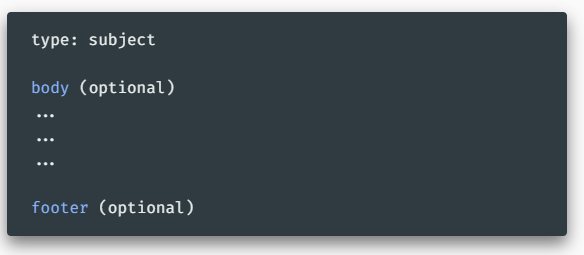 type: subject
body (optional)
...
...
...
footer (optional)